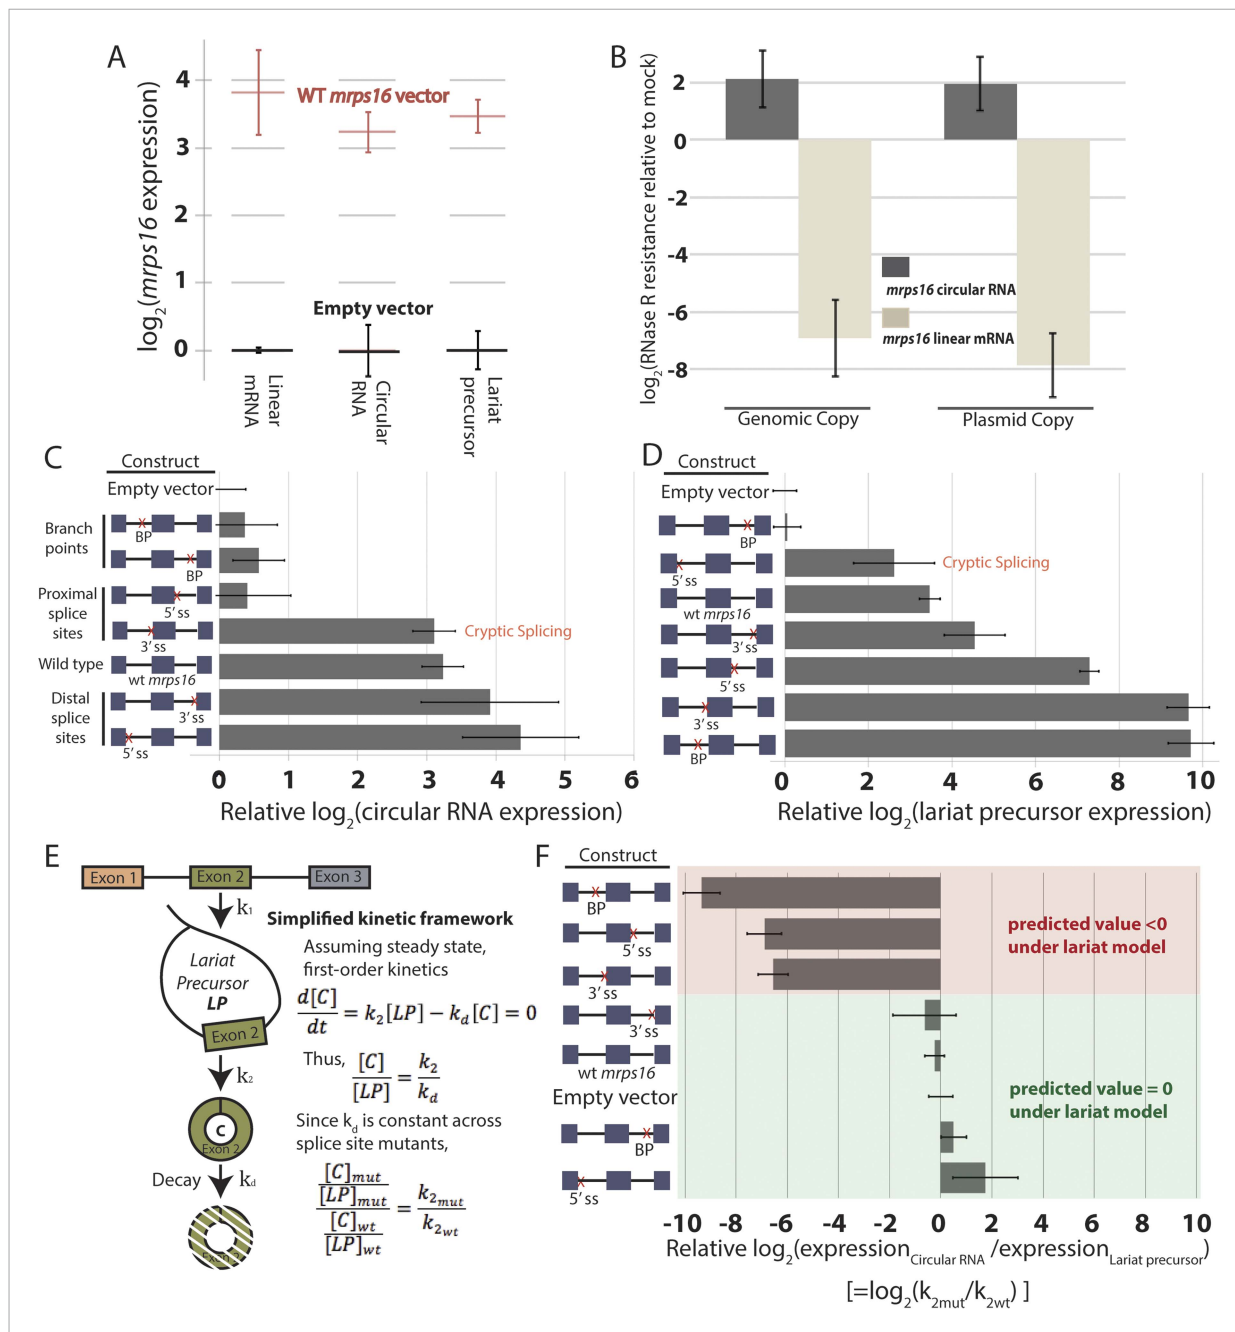 A
log2(mrps16 expression)
4
3
2
1
0
WT mrps16 vector
Empty vector
Linear
mRNA
Circular
RNA
Lariat
precursor
B
log2(RNase R resistance relative to mock)
2
0
-2
-4
-6
-8
mrps16 circular RNA
mrps16 linear mRNA
Genomic Copy
Plasmid Copy
C
Construct
Empty vector
Branch
points
BP
BP
Proximal
splice
sites
5' ss
3' ss
Cryptic Splicing
Wild type
wt mrps16
Distal
splice
sites
3' ss
5' ss
0 1 2 3 4 5 6
Relative log2(circular RNA expression)
D
Construct
Empty vector
BP
5' ss
Cryptic Splicing
wt mrps16
3' ss
5' ss
3' ss
BP
0 2 4 6 8 10
Relative log2(lariat precursor expression)
E
Exon 1 Exon 2 Exon 3
k1
Lariat
Precursor
LP
Exon 2
k2
C
Exon 2
Decay kd
Exon 2
Simplified kinetic framework
Assuming steady state,
first-order kinetics
d[C]/dt = k2[LP] − kd[C] = 0
Thus,
[C]/[LP] = k2/kd
Since kd is constant across
splice site mutants,
([C]mut/[LP]mut)/([C]wt/[LP]wt) = k2mut/k2wt
F
Construct
BP
5' ss
3' ss
3' ss
wt mrps16
Empty vector
BP
5' ss
predicted value <0
under lariat model
predicted value = 0
under lariat model
-10 -8 -6 -4 -2 0 2 4 6 8 10
Relative log2(expression Circular RNA /expression Lariat precursor)
[=log2(k2mut/k2wt) ]